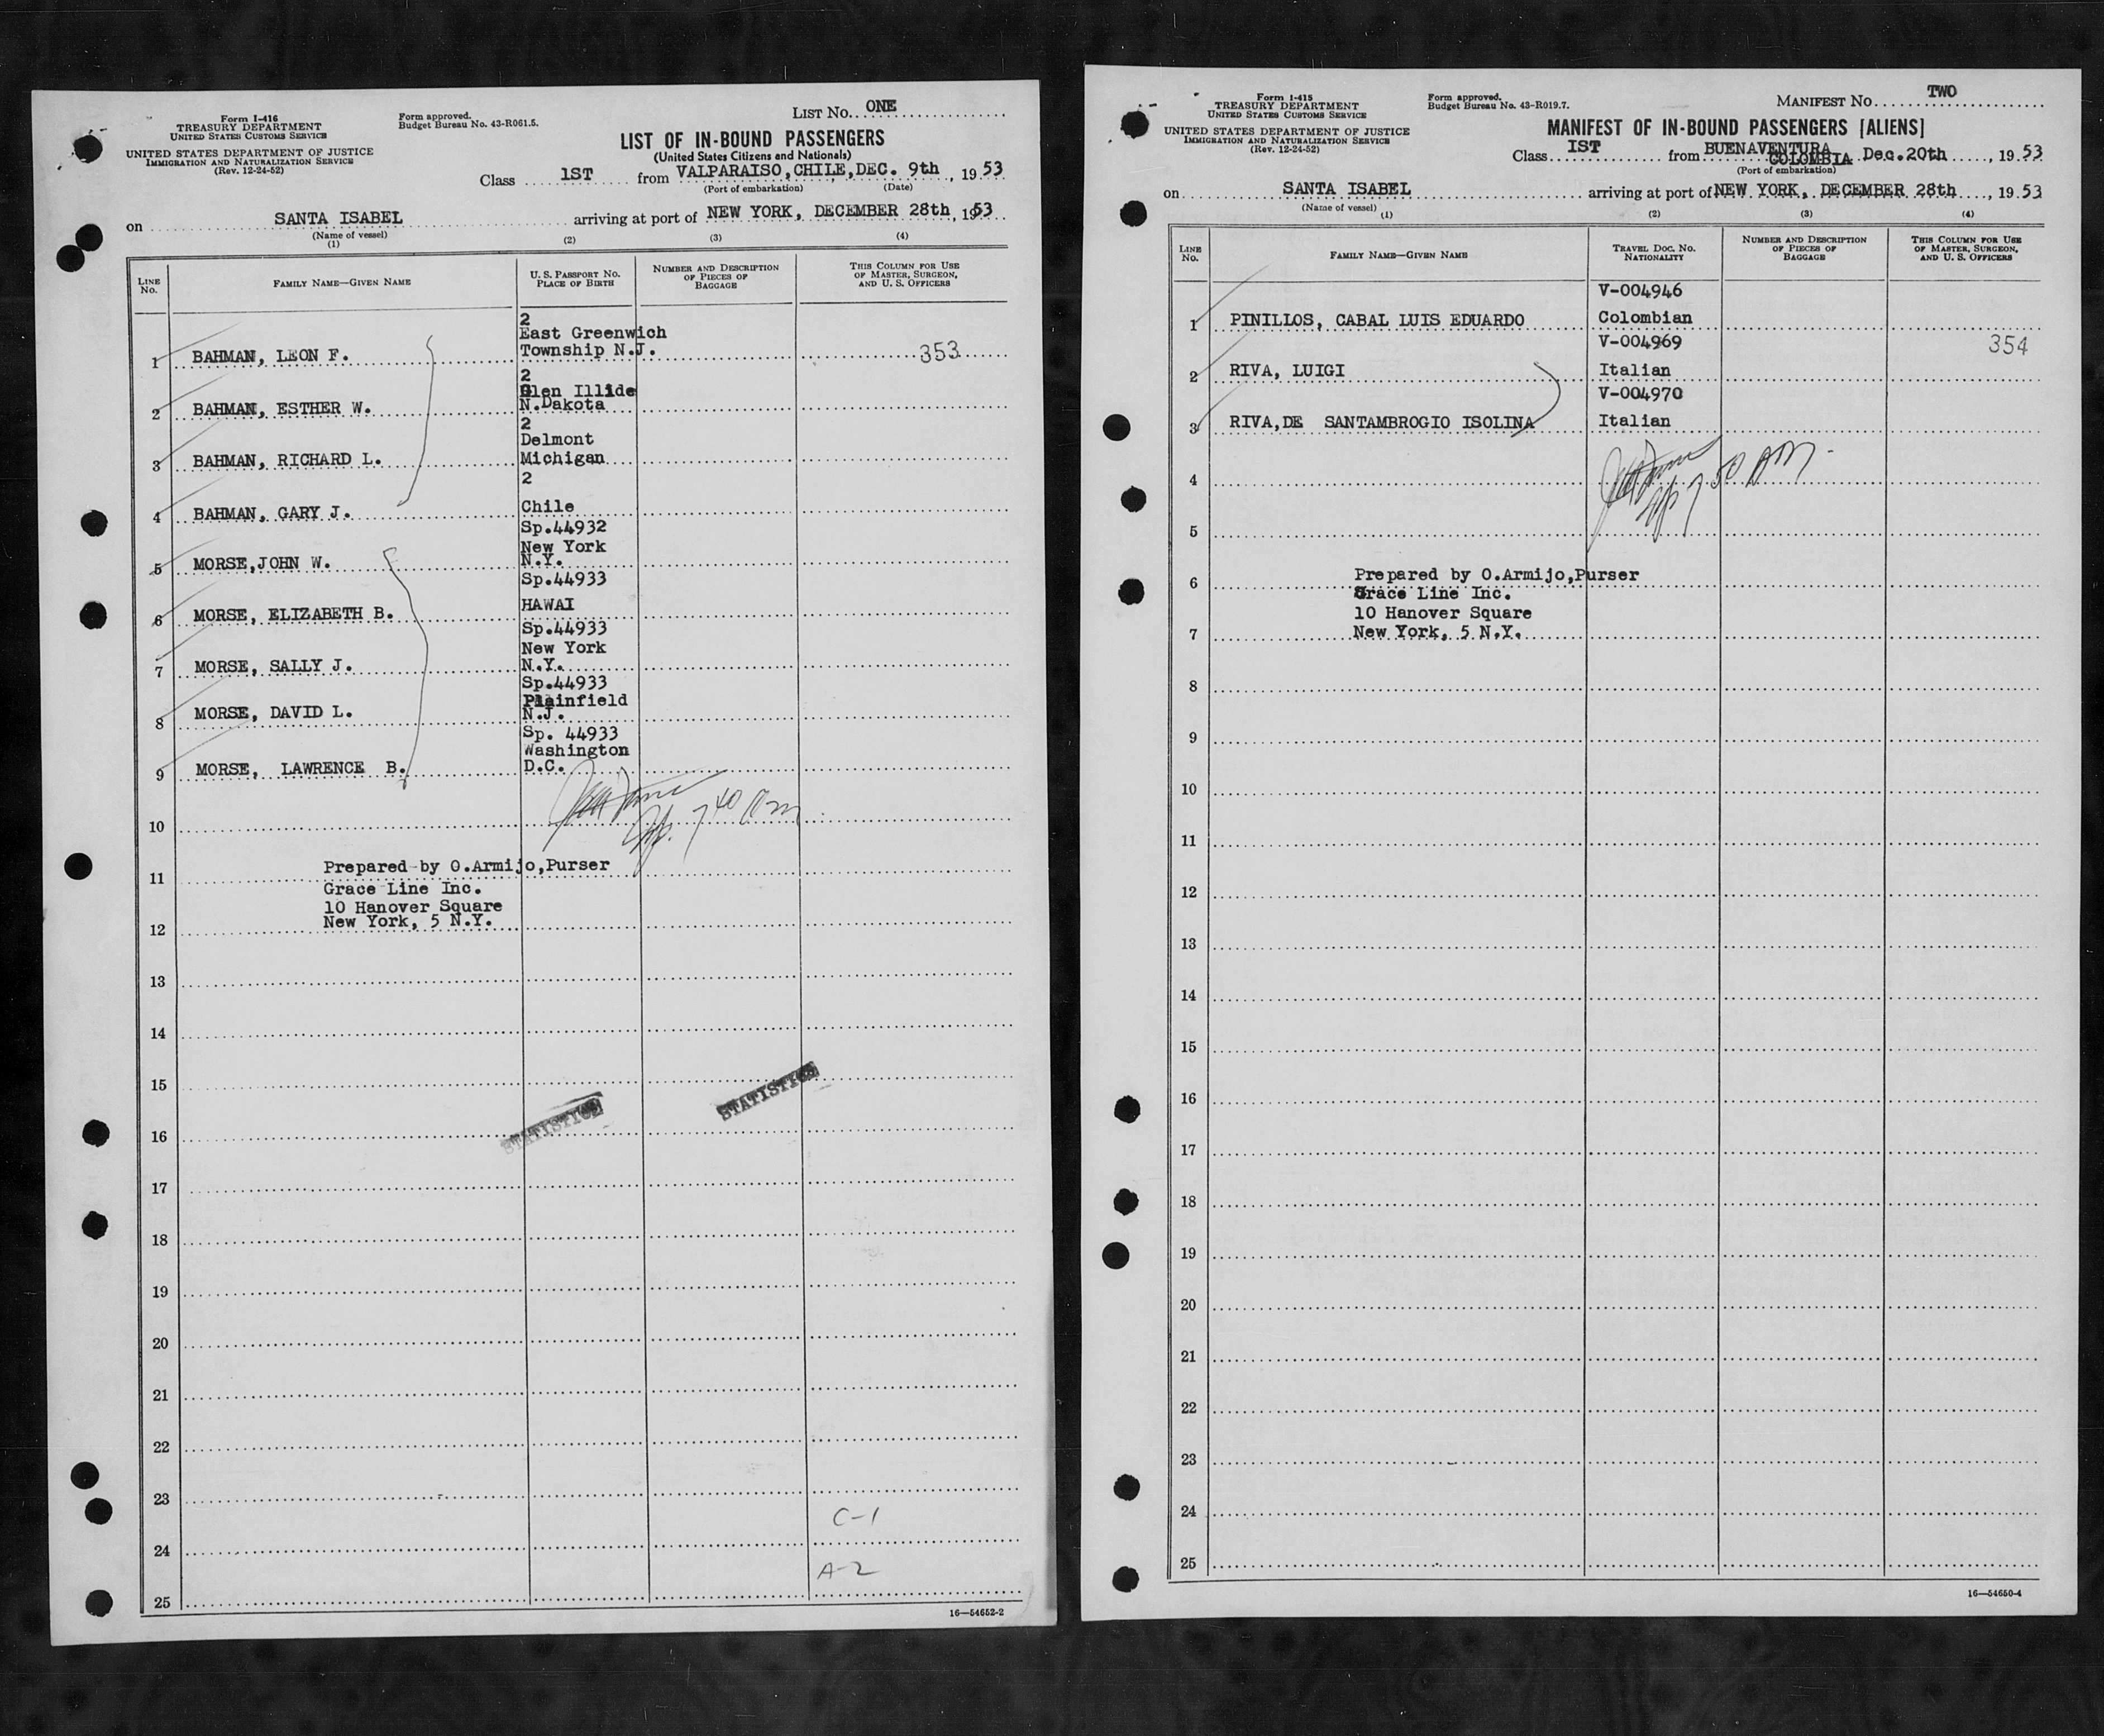 Form I-416
TREASURY DEPARTMENT
UNITED STATES CUSTOMS SERVICE
UNITED STATES DEPARTMENT OF JUSTICE
IMMIGRATION AND NATURALIZATION SERVICE
(Rev. 12-24-52)
Form approved.
Budget Bureau No. 43-R061.5.
LIST No. ONE
LIST OF IN-BOUND PASSENGERS
(United States Citizens and Nationals)
Class 1ST from VALPARAISO,CHILE,DEC. 9th, 1953
(Port of embarkation) (Date)
on SANTA ISABEL arriving at port of NEW YORK, DECEMBER 28th, 1953
(Name of vessel)
(1) (2) (3) (4)
LINE No.
FAMILY NAME—GIVEN NAME
U. S. PASSPORT NO.
PLACE OF BIRTH
NUMBER AND DESCRIPTION
OF PIECES OF
BAGGAGE
THIS COLUMN FOR USE
OF MASTER, SURGEON,
AND U. S. OFFICERS
2
East Greenwich
1 BAHMAN, LEON F. Township N.J. 353
2
Glen Illide
2 BAHMAN, ESTHER W. N.Dakota
2
Delmont
3 BAHMAN, RICHARD L. Michigan
2
4 BAHMAN, GARY J. Chile
Sp.44932
New York
5 MORSE,JOHN W. N.Y.
Sp.44933
6 MORSE, ELIZABETH B. HAWAI
Sp.44933
New York
7 MORSE, SALLY J. N.Y.
Sp.44933
Plainfield
8 MORSE, DAVID L. N.J.
Sp. 44933
Washington
9 MORSE, LAWRENCE B. D.C.
7 40 am
10
Prepared by O.Armijo,Purser
11
Grace Line Inc.
10 Hanover Square
New York, 5 N.Y.
12
13
14
15
STATISTICS
STATISTICS
16
17
18
19
20
21
22
23
C-1
24
A-2
25
16—54652-2
Form I-415
TREASURY DEPARTMENT
UNITED STATES CUSTOMS SERVICE
UNITED STATES DEPARTMENT OF JUSTICE
IMMIGRATION AND NATURALIZATION SERVICE
(Rev. 12-24-52)
Form approved.
Budget Bureau No. 43-R019.7.
MANIFEST No. TWO
MANIFEST OF IN-BOUND PASSENGERS [ALIENS]
Class IST from BUENAVENTURA COLOMBIA Dec.20th, 1953
(Port of embarkation)
on SANTA ISABEL arriving at port of NEW YORK, DECEMBER 28th, 1953
(Name of vessel)
(1) (2) (3) (4)
LINE No.
FAMILY NAME—GIVEN NAME
TRAVEL DOC. NO.
NATIONALITY
NUMBER AND DESCRIPTION
OF PIECES OF
BAGGAGE
THIS COLUMN FOR USE
OF MASTER, SURGEON,
AND U. S. OFFICERS
V-004946
1 PINILLOS, CABAL LUIS EDUARDO Colombian
V-004969 354
2 RIVA, LUIGI Italian
V-004970
3 RIVA,DE SANTAMBROGIO ISOLINA Italian
4
7 50 am
5
Prepared by O.Armijo,Purser
6
Grace Line Inc.
10 Hanover Square
New York, 5 N.Y.
7
8
9
10
11
12
13
14
15
16
17
18
19
20
21
22
23
24
25
16—54650-4